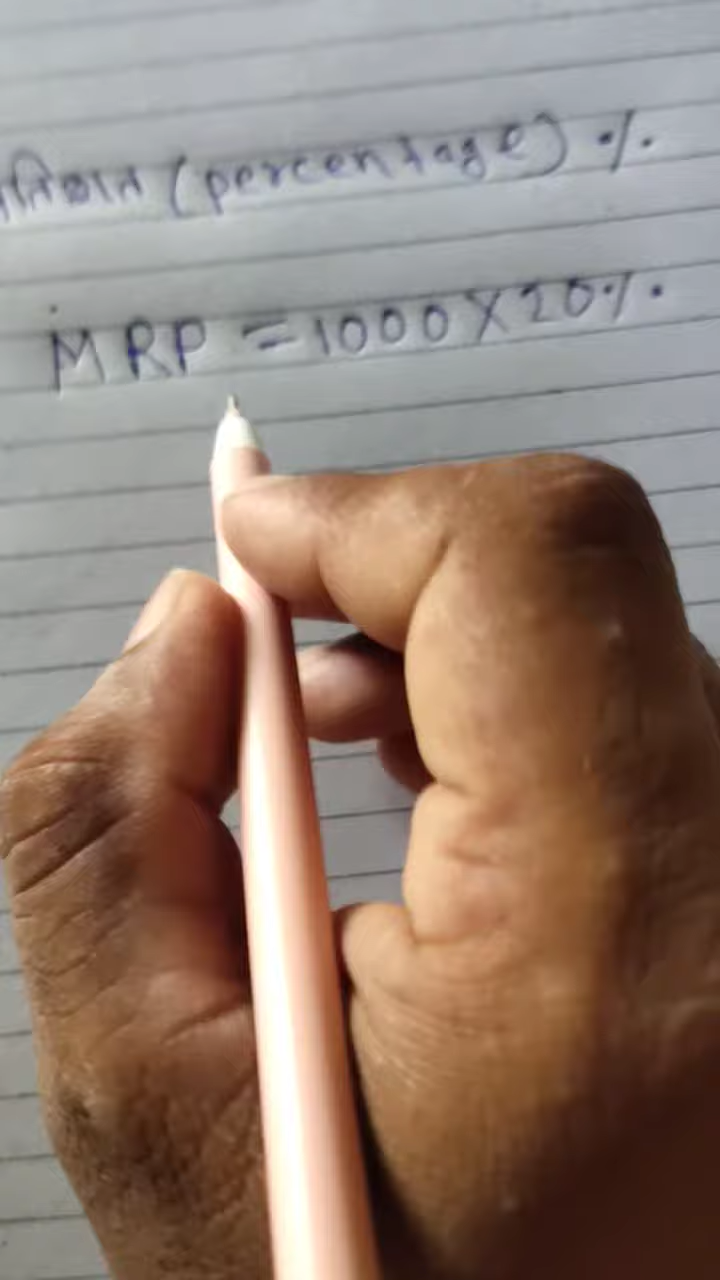 (percentage) %.
MRP = 1000 X 20%.